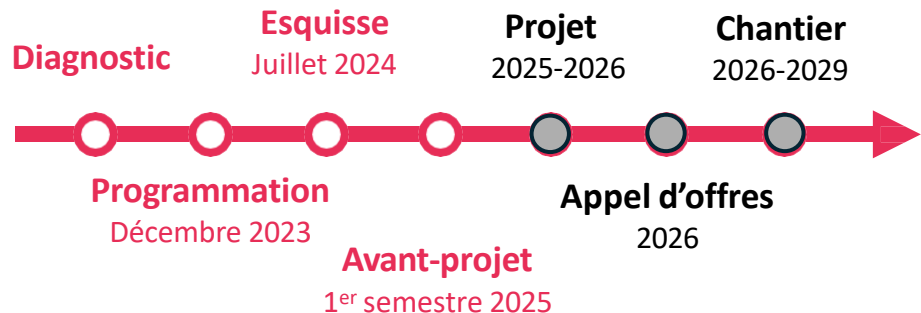 Diagnostic
Programmation
Décembre 2023
Esquisse
Juillet 2024
Avant-projet
1er semestre 2025
Projet
2025-2026
Appel d’offres
2026
Chantier
2026-2029